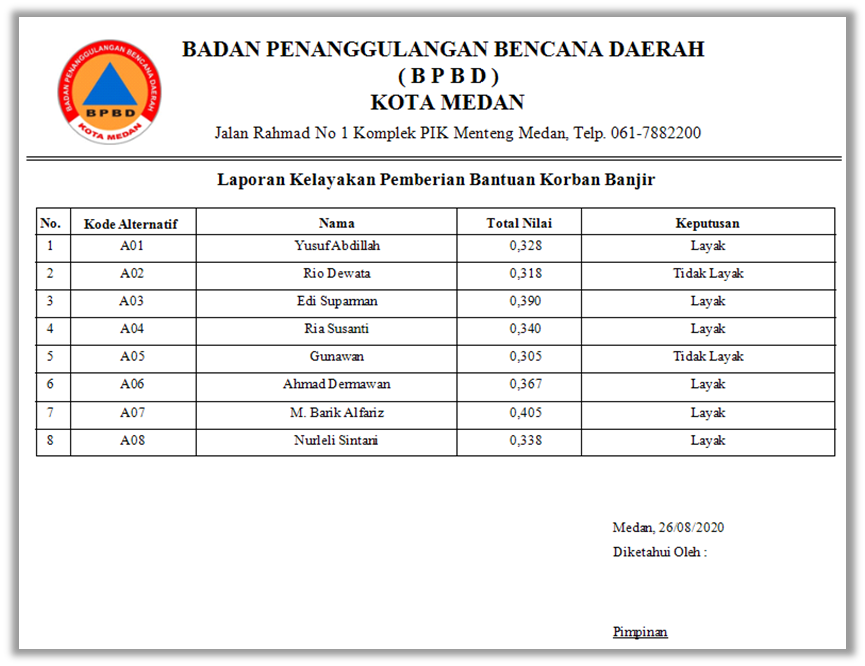 BADAN PENANGGULANGAN BENCANA DAERAH
( B P B D )
KOTA MEDAN
Jalan Rahmad No 1 Komplek PIK Menteng Medan, Telp. 061-7882200
BADAN PENANGGULANGAN BENCANA DAERAH
BPBD
KOTA MEDAN
Laporan Kelayakan Pemberian Bantuan Korban Banjir
No. Kode Alternatif Nama Total Nilai Keputusan
1 A01 Yusuf Abdillah 0,328 Layak
2 A02 Rio Dewata 0,318 Tidak Layak
3 A03 Edi Suparman 0,390 Layak
4 A04 Ria Susanti 0,340 Layak
5 A05 Gunawan 0,305 Tidak Layak
6 A06 Ahmad Dermawan 0,367 Layak
7 A07 M. Barik Alfariz 0,405 Layak
8 A08 Nurleli Sintani 0,338 Layak
Medan, 26/08/2020
Diketahui Oleh :
Pimpinan